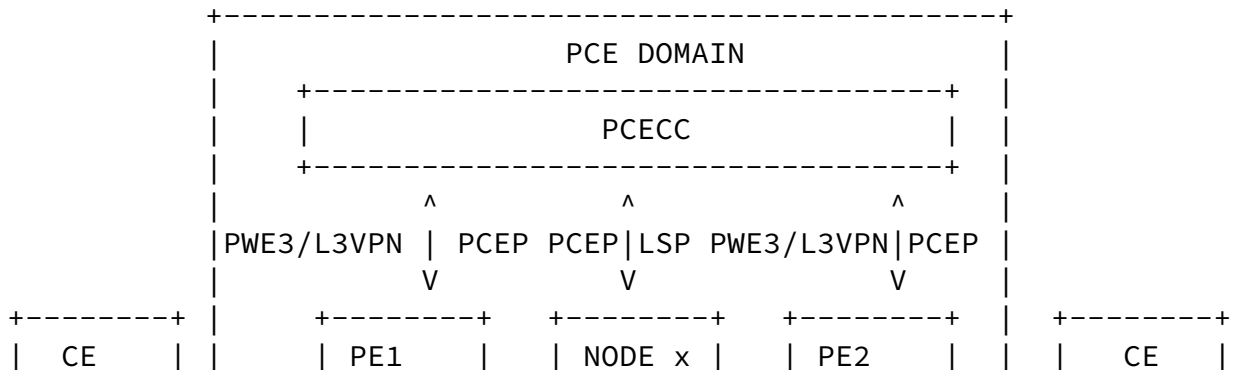 +-----------------------------------+
|                PCE DOMAIN             |
|    +-----------------------------+  |
|    |             PCECC               |  |
|    +-----------------------------+  |
|         ^         ^            ^     |
|PWE3/L3VPN | PCEP PCEP|LSP PWE3/L3VPN|PCEP |
|         V         V            V     |
+--------+ |    +--------+   +--------+   +--------+  |  +--------+
|  CE    | |    | PE1    |   | NODE x |   | PE2    |  |  |   CE   |